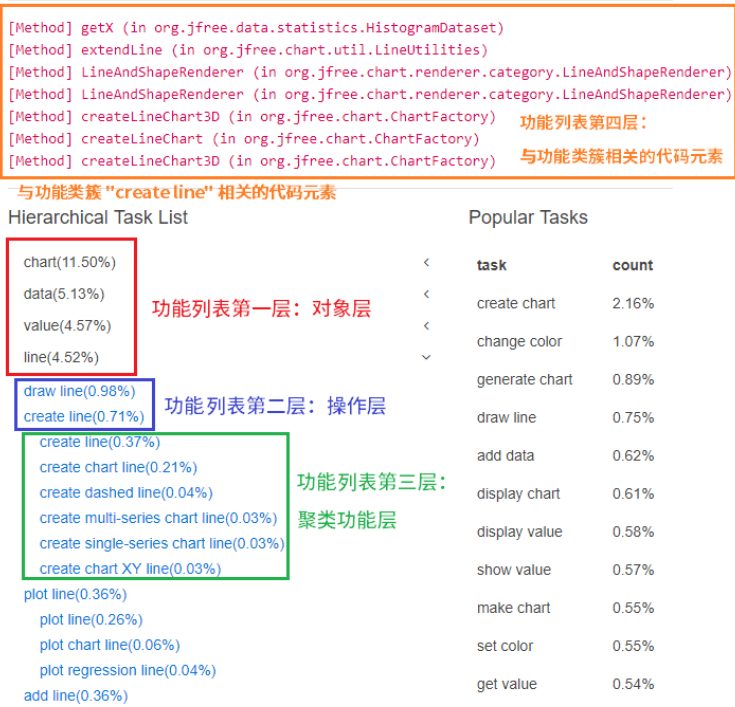 [Method] getX (in org.jfree.data.statistics.HistogramDataset)
[Method] extendLine (in org.jfree.chart.util.LineUtilities)
[Method] LineAndShapeRenderer (in org.jfree.chart.renderer.category.LineAndShapeRenderer)
[Method] LineAndShapeRenderer (in org.jfree.chart.renderer.category.LineAndShapeRenderer)
[Method] createLineChart3D (in org.jfree.chart.ChartFactory)
[Method] createLineChart (in org.jfree.chart.ChartFactory)
[Method] createLineChart3D (in org.jfree.chart.ChartFactory)
功能列表第四层：
与功能类簇相关的代码元素
与功能类簇 "create line" 相关的代码元素
Hierarchical Task List
chart(11.50%)
data(5.13%)
value(4.57%)
line(4.52%)
功能列表第一层：对象层
draw line(0.98%)
create line(0.71%)
功能列表第二层：操作层
create line(0.37%)
create chart line(0.21%)
create dashed line(0.04%)
create multi-series chart line(0.03%)
create single-series chart line(0.03%)
create chart XY line(0.03%)
功能列表第三层：
聚类功能层
plot line(0.36%)
plot line(0.26%)
plot chart line(0.06%)
plot regression line(0.04%)
add line(0.36%)
Popular Tasks
task count
create chart 2.16%
change color 1.07%
generate chart 0.89%
draw line 0.75%
add data 0.62%
display chart 0.61%
display value 0.58%
show value 0.57%
make chart 0.55%
set color 0.55%
get value 0.54%